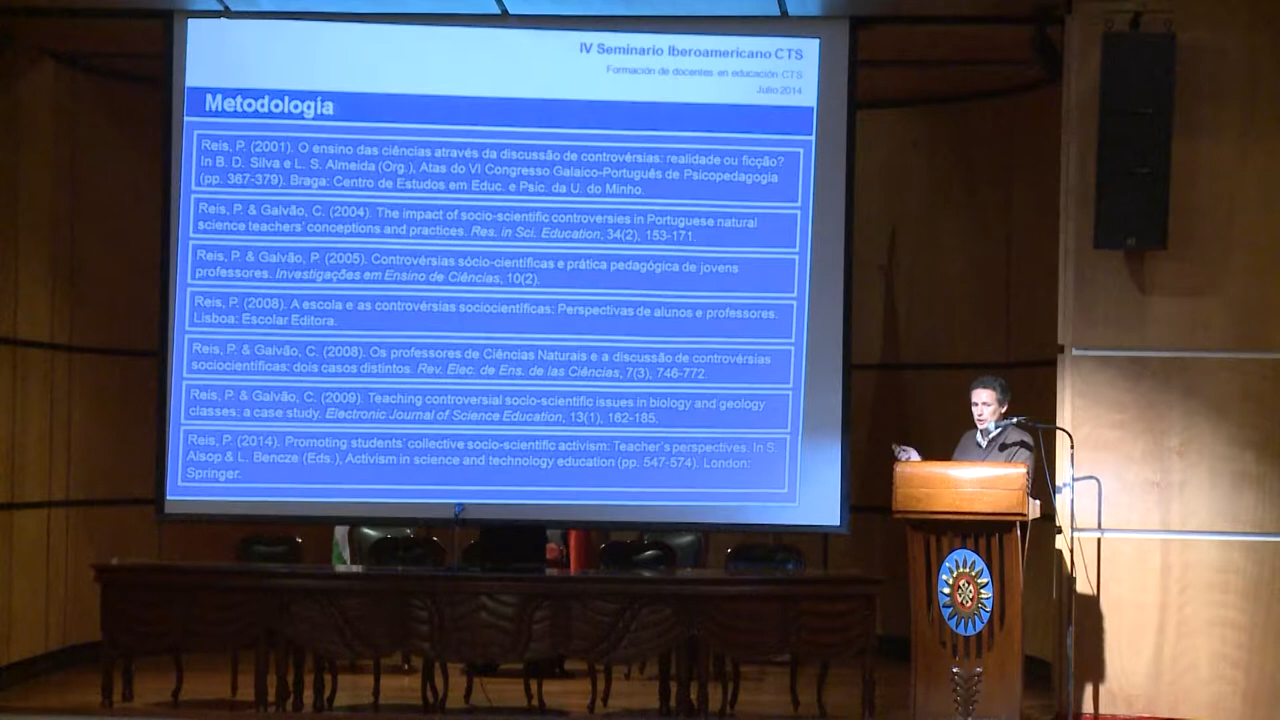 IV Seminario Iberoamericano CTS
Formación de docentes en educación CTS
Julio 2014
Metodologia
Reis, P. (2001). O ensino das ciências através da discussão de controvérsias: realidade ou ficção?
In B. D. Silva e L. S. Almeida (Org.), Atas do VI Congresso Galaico-Português de Psicopedagogia
(pp. 367-379). Braga: Centro de Estudos em Educ. e Psic. da U. do Minho.
Reis, P. & Galvão, C. (2004). The impact of socio-scientific controversies in Portuguese natural
science teachers' conceptions and practices. Res. in Sci. Education, 34(2), 153-171.
Reis, P. & Galvão, P. (2005). Controvérsias sócio-científicas e prática pedagógica de jovens
professores. Investigações em Ensino de Ciências, 10(2).
Reis, P. (2008). A escola e as controvérsias sociocientíficas: Perspectivas de alunos e professores.
Lisboa: Escolar Editora.
Reis, P. & Galvão, C. (2008). Os professores de Ciências Naturais e a discussão de controvérsias
sociocientíficas: dois casos distintos. Rev. Elec. de Ens. de las Ciências, 7(3), 746-772.
Reis, P. & Galvão, C. (2009). Teaching controversial socio-scientific issues in biology and geology
classes: a case study. Electronic Journal of Science Education, 13(1), 162-185.
Reis, P. (2014). Promoting students' collective socio-scientific activism: Teacher's perspectives. In S.
Alsop & L. Bencze (Eds.), Activism in science and technology education (pp. 547-574). London:
Springer.